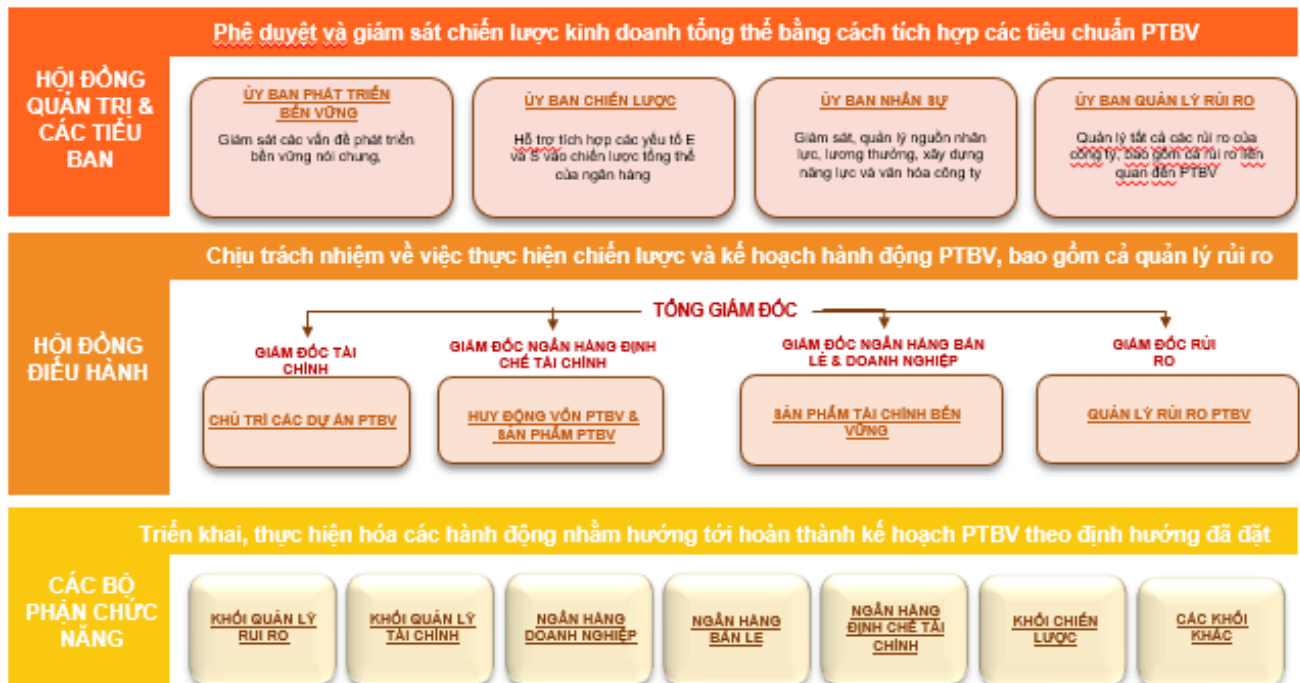 Phê duyệt và giám sát chiến lược kinh doanh tổng thể bằng cách tích hợp các tiêu chuẩn PTBV
HỘI ĐỒNG
QUẢN TRỊ &
CÁC TIỂU
BAN
ỦY BAN PHÁT TRIỂN
BỀN VỮNG
Giám sát các vấn đề phát triển
bền vững nói chung,
ỦY BAN CHIẾN LƯỢC
Hỗ trợ tích hợp các yếu tố E
và S vào chiến lược tổng thể
của ngân hàng
ỦY BAN NHÂN SỰ
Giám sát, quản lý nguồn nhân
lực, lương thưởng, xây dựng
năng lực và văn hóa công ty
ỦY BAN QUẢN LÝ RỦI RO
Quản lý tất cả các rủi ro của
công ty, bao gồm cả rủi ro liên
quan đến PTBV
Chịu trách nhiệm về việc thực hiện chiến lược và kế hoạch hành động PTBV, bao gồm cả quản lý rủi ro
HỘI ĐỒNG
ĐIỀU HÀNH
TỔNG GIÁM ĐỐC
GIÁM ĐỐC TÀI
CHÍNH
CHỦ TRÌ CÁC DỰ ÁN PTBV
GIÁM ĐỐC NGÂN HÀNG ĐỊNH
CHẾ TÀI CHÍNH
HUY ĐỘNG VỐN PTBV &
SẢN PHẨM PTBV
GIÁM ĐỐC NGÂN HÀNG BÁN
LẺ & DOANH NGHIỆP
SẢN PHẨM TÀI CHÍNH BỀN
VỮNG
GIÁM ĐỐC RỦI
RO
QUẢN LÝ RỦI RO PTBV
Triển khai, thực hiện hóa các hành động nhằm hướng tới hoàn thành kế hoạch PTBV theo định hướng đã đặt
CÁC BỘ
PHẬN CHỨC
NĂNG
KHỐI QUẢN LÝ
RUI RO
KHỐI QUẢN LÝ
TÀI CHÍNH
NGÂN HÀNG
DOANH NGHIỆP
NGÂN HÀNG
BÁN LẺ
NGÂN HÀNG
ĐỊNH CHẾ TÀI
CHÍNH
KHỐI CHIẾN
LƯỢC
CÁC KHỐI
KHÁC